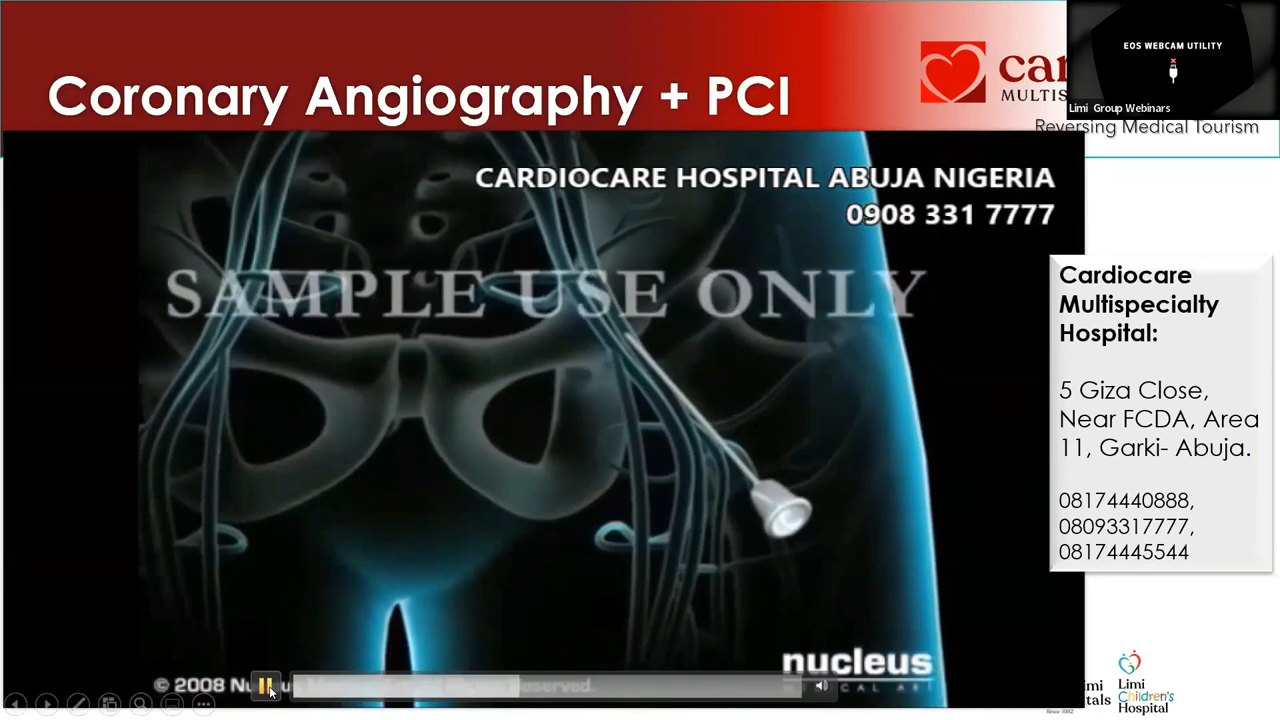 Coronary Angiography + PCI
MULTIS
EOS WEBCAM UTILITY
Limi Group Webinars
Reversing Medical Tourism
CARDIOCARE HOSPITAL ABUJA NIGERIA
0908 331 7777
SAMPLE USE ONLY
Cardiocare
Multispecialty
Hospital:
5 Giza Close,
Near FCDA, Area
11, Garki- Abuja.
08174440888,
08093317777,
08174445544
nucleus
© 2008
Limi
Children's
Hospital